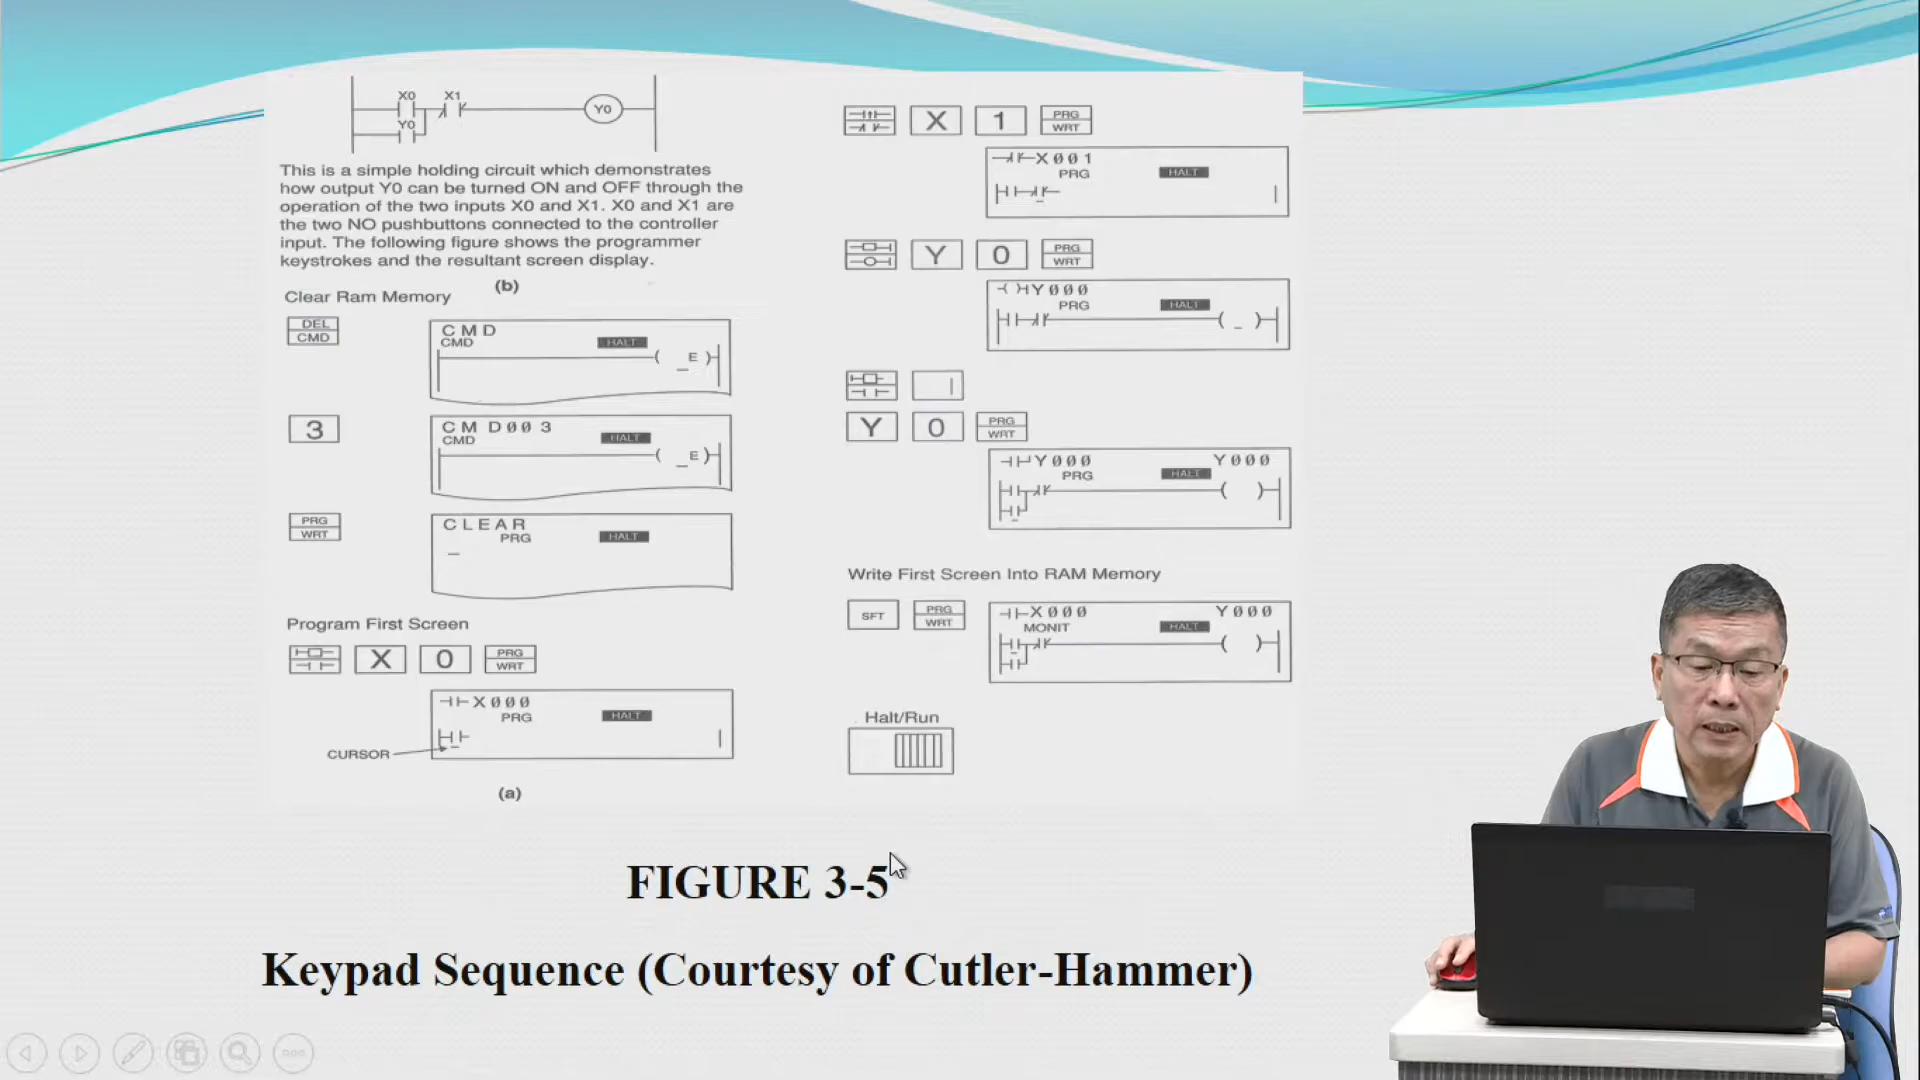 X0 X1
Y0
Y0
This is a simple holding circuit which demonstrates
how output Y0 can be turned ON and OFF through the
operation of the two inputs X0 and X1. X0 and X1 are
the two NO pushbuttons connected to the controller
input. The following figure shows the programmer
keystrokes and the resultant screen display.
(b)
Clear Ram Memory
DEL
CMD
CMD
CMD HALT
E
3
CMD003
CMD HALT
E
PRG
WRT
CLEAR
PRG HALT
Program First Screen
X 0 PRG
WRT
X000
PRG HALT
CURSOR
(a)
X 1 PRG
WRT
X001
PRG HALT
Y 0 PRG
WRT
Y000
PRG HALT
Y 0 PRG
WRT
Y000 Y000
PRG HALT
Write First Screen Into RAM Memory
SFT PRG
WRT
X000 Y000
MONIT HALT
Halt/Run
FIGURE 3-5
Keypad Sequence (Courtesy of Cutler-Hammer)